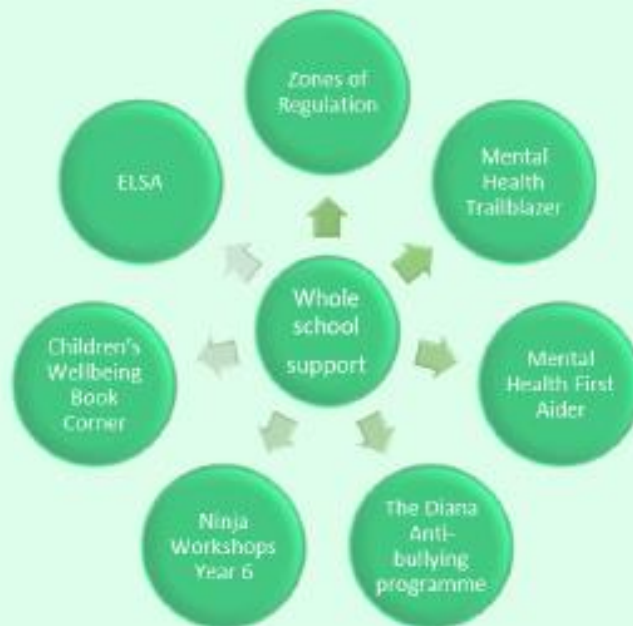 Zones of
Regulation
Mental
Health
Trailblazer
Mental
Health First
Aider
The Diana
Anti-
bullying
programme
Ninja
Workshops
Year 6
Children's
Wellbeing
Book
Corner
ELSA
Whole
school
support